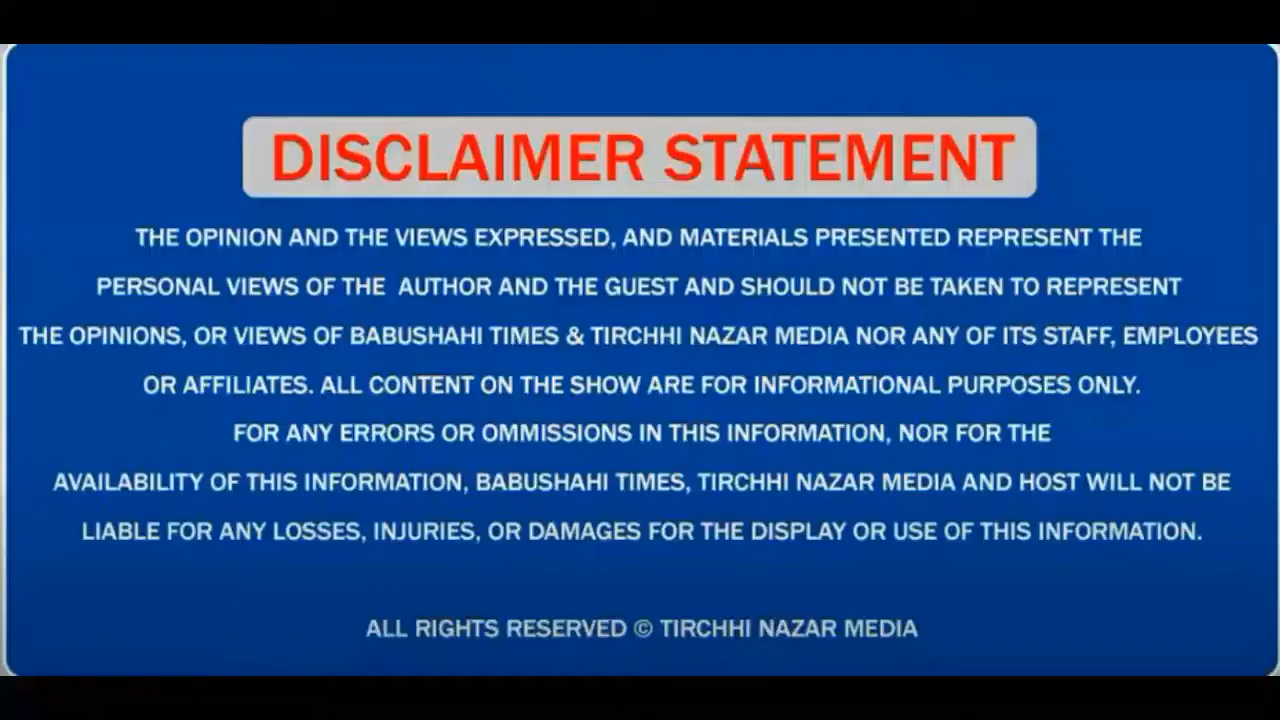 DISCLAIMER STATEMENT
THE OPINION AND THE VIEWS EXPRESSED, AND MATERIALS PRESENTED REPRESENT THE
PERSONAL VIEWS OF THE AUTHOR AND THE GUEST AND SHOULD NOT BE TAKEN TO REPRESENT
THE OPINIONS, OR VIEWS OF BABUSHAHI TIMES & TIRCHHI NAZAR MEDIA NOR ANY OF ITS STAFF, EMPLOYEES
OR AFFILIATES. ALL CONTENT ON THE SHOW ARE FOR INFORMATIONAL PURPOSES ONLY.
FOR ANY ERRORS OR OMMISSIONS IN THIS INFORMATION, NOR FOR THE
AVAILABILITY OF THIS INFORMATION, BABUSHAHI TIMES, TIRCHHI NAZAR MEDIA AND HOST WILL NOT BE
LIABLE FOR ANY LOSSES, INJURIES, OR DAMAGES FOR THE DISPLAY OR USE OF THIS INFORMATION.
ALL RIGHTS RESERVED © TIRCHHI NAZAR MEDIA